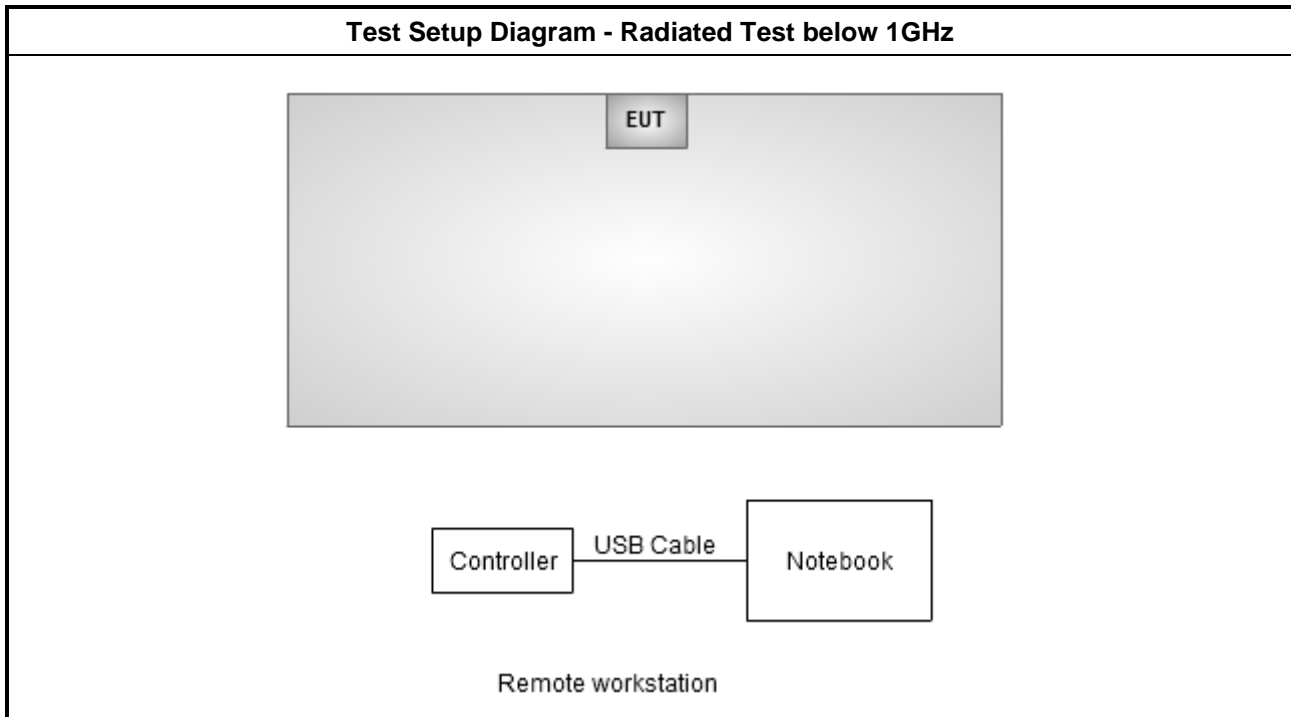 Test Setup Diagram - Radiated Test below 1GHz
EUT
Controller
USB Cable
Notebook
Remote workstation